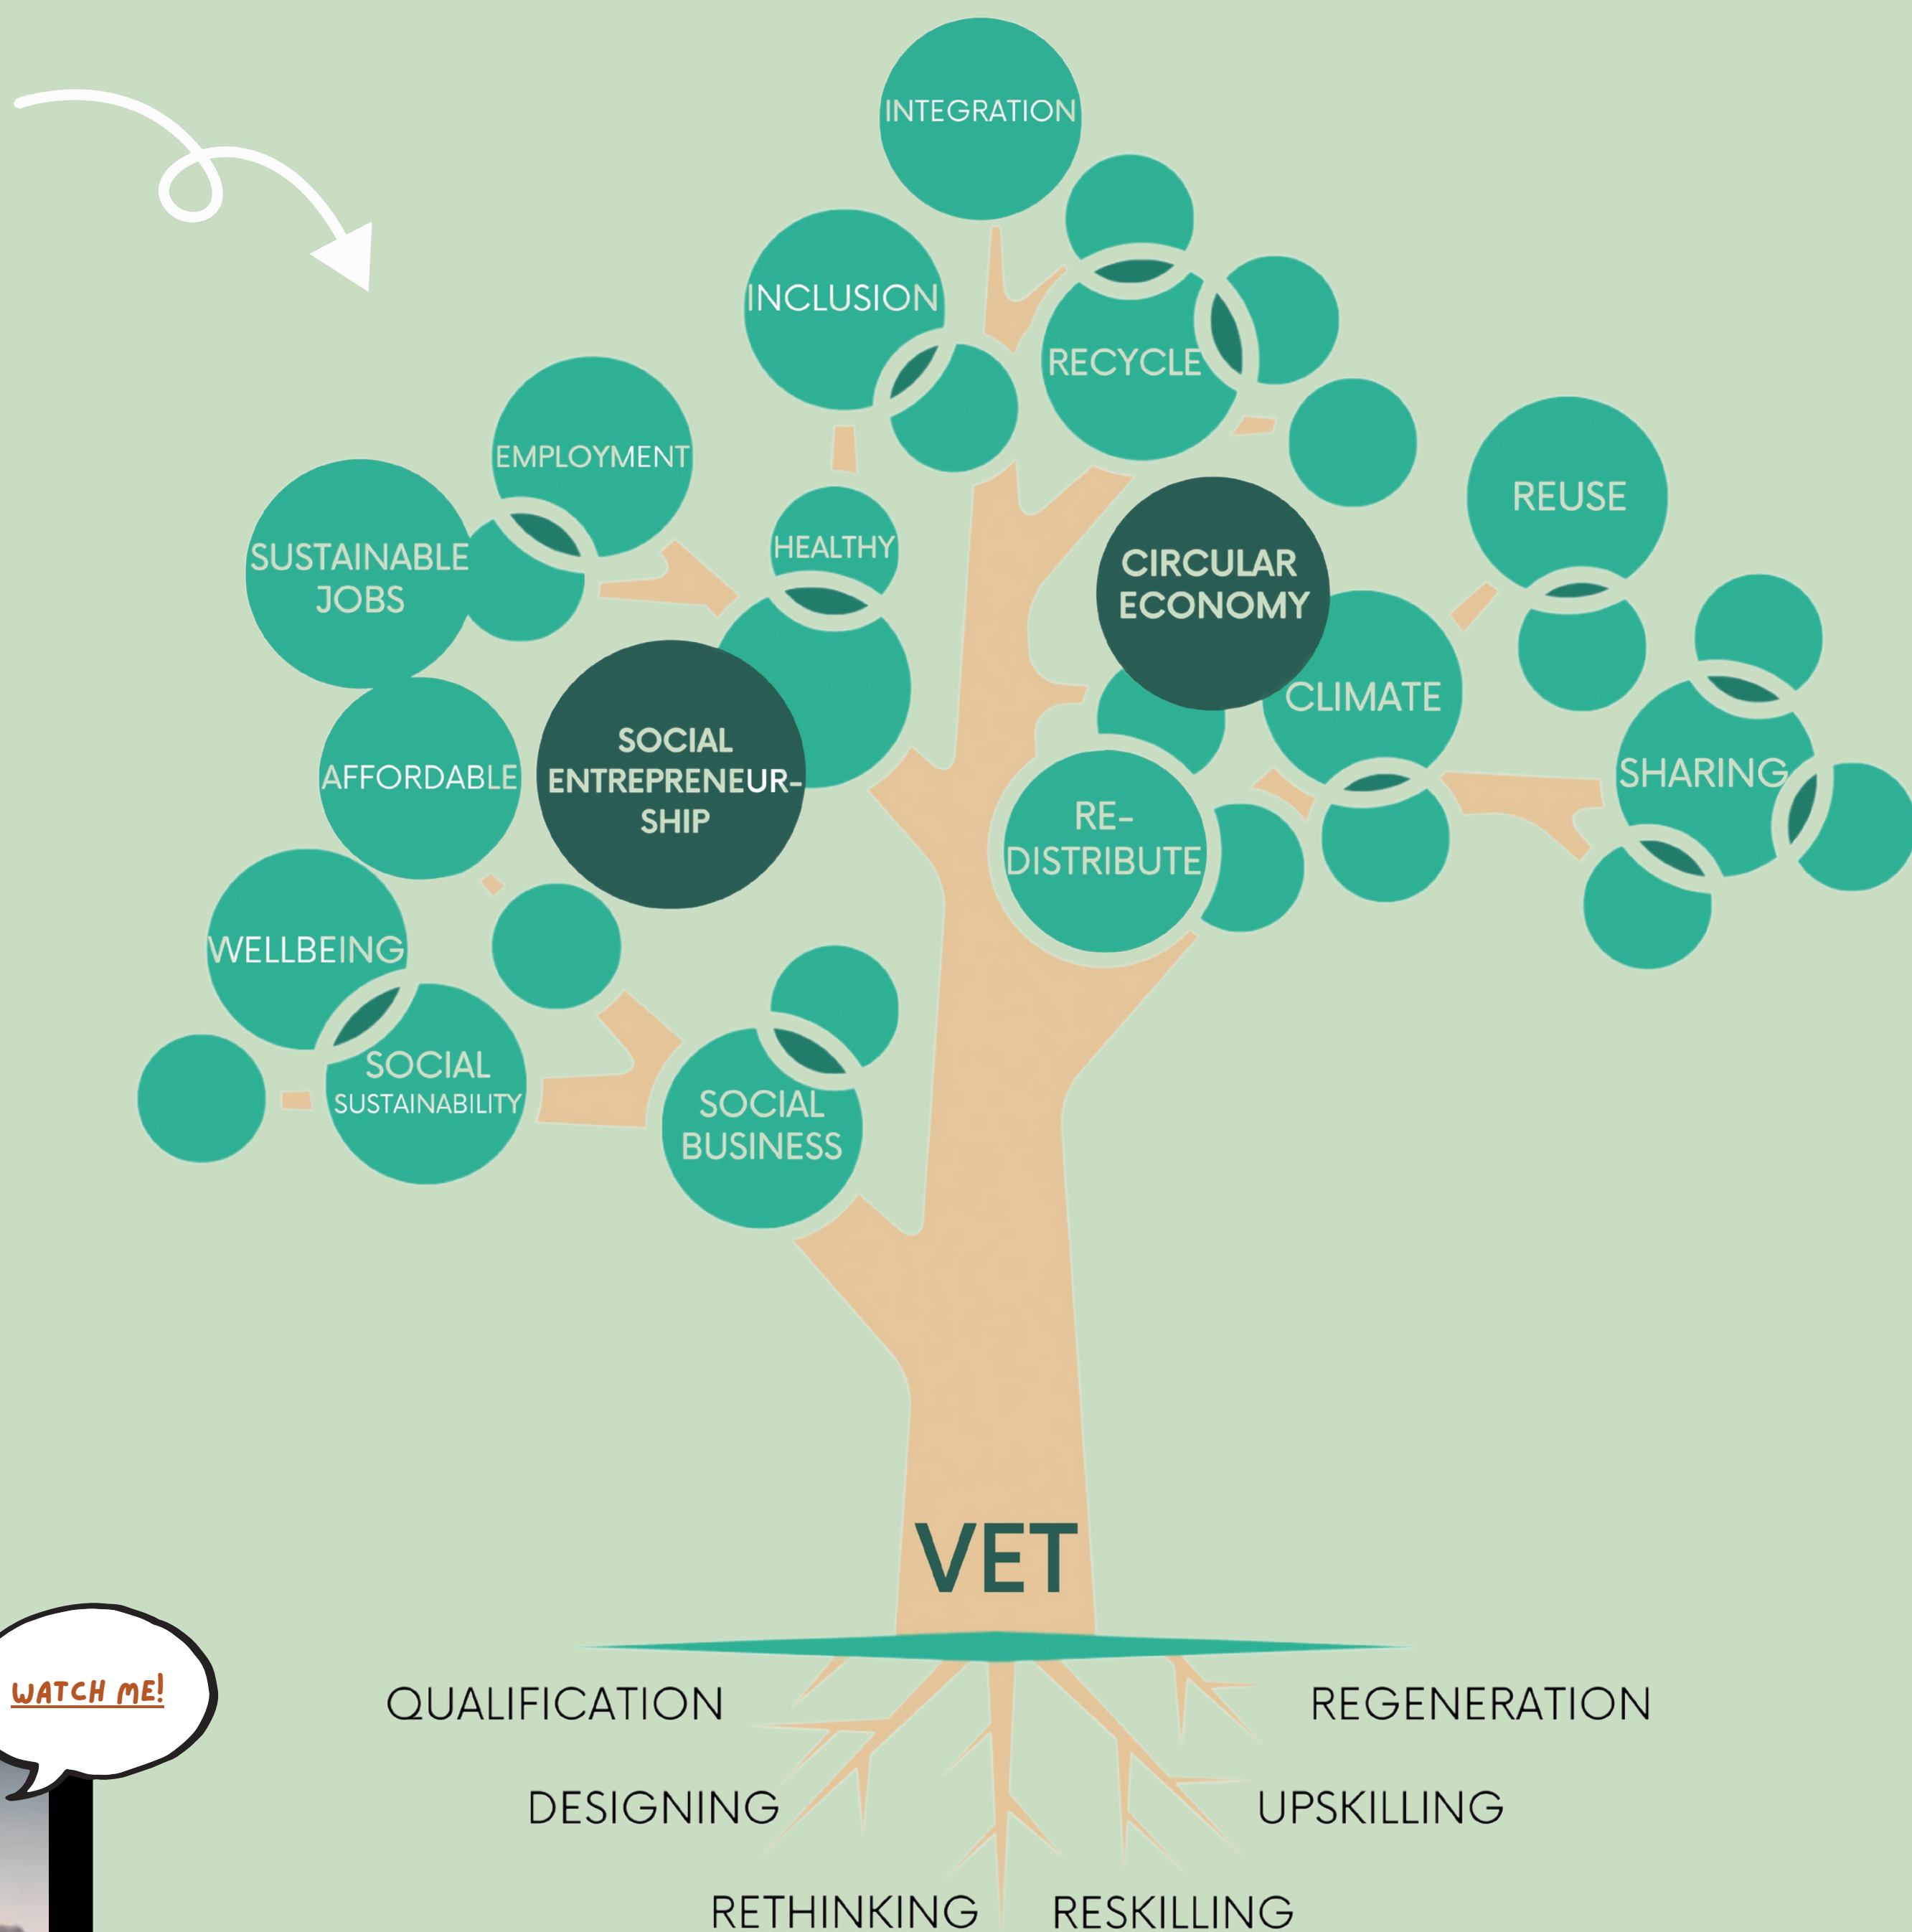 INTEGRATION
INCLUSION
RECYCLE
EMPLOYMENT
REUSE
SUSTAINABLE
JOBS
HEALTHY
CIRCULAR
ECONOMY
CLIMATE
SOCIAL
ENTREPRENEUR-
SHIP
AFFORDABLE
SHARING
RE-
DISTRIBUTE
WELLBEING
SOCIAL
SUSTAINABILITY
SOCIAL
BUSINESS
VET
WATCH ME!
QUALIFICATION
REGENERATION
DESIGNING
UPSKILLING
RETHINKING
RESKILLING